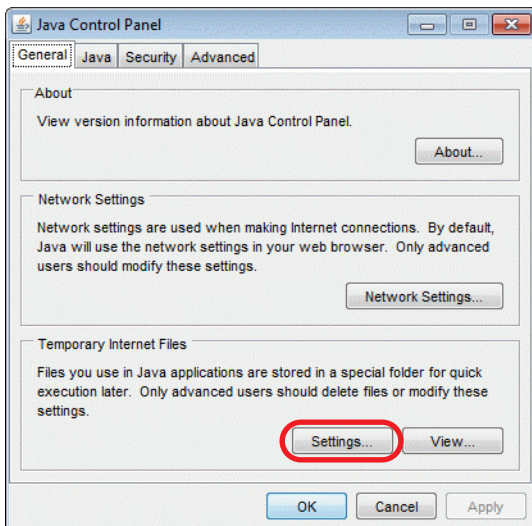 Java Control Panel
General Java Security Advanced
About
View version information about Java Control Panel.
About...
Network Settings
Network settings are used when making Internet connections. By default,
Java will use the network settings in your web browser. Only advanced
users should modify these settings.
Network Settings...
Temporary Internet Files
Files you use in Java applications are stored in a special folder for quick
execution later. Only advanced users should delete files or modify these
settings.
Settings... View...
OK Cancel Apply